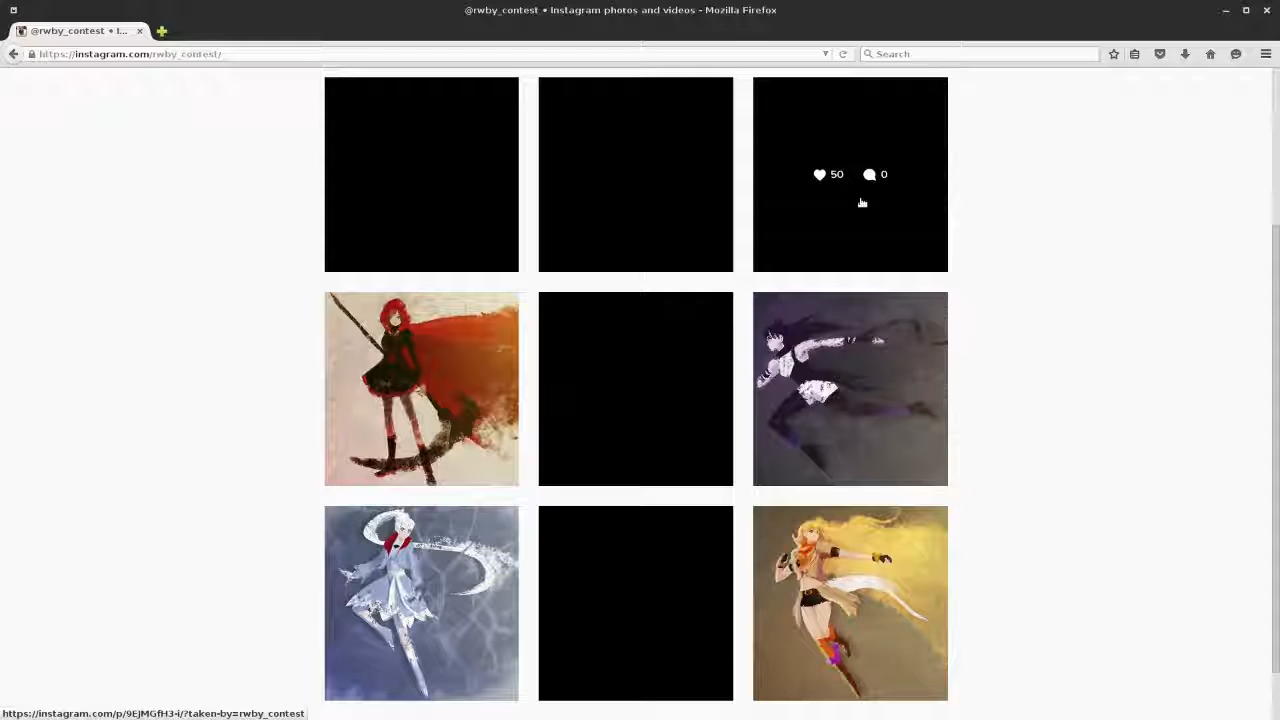 @rwby_contest • Instagram photos and videos - Mozilla Firefox
@rwby_contest • I...
https://instagram.com/rwby_contest/
Search
50 0
https://instagram.com/p/9EJMGfH3-i/?taken-by=rwby_contest